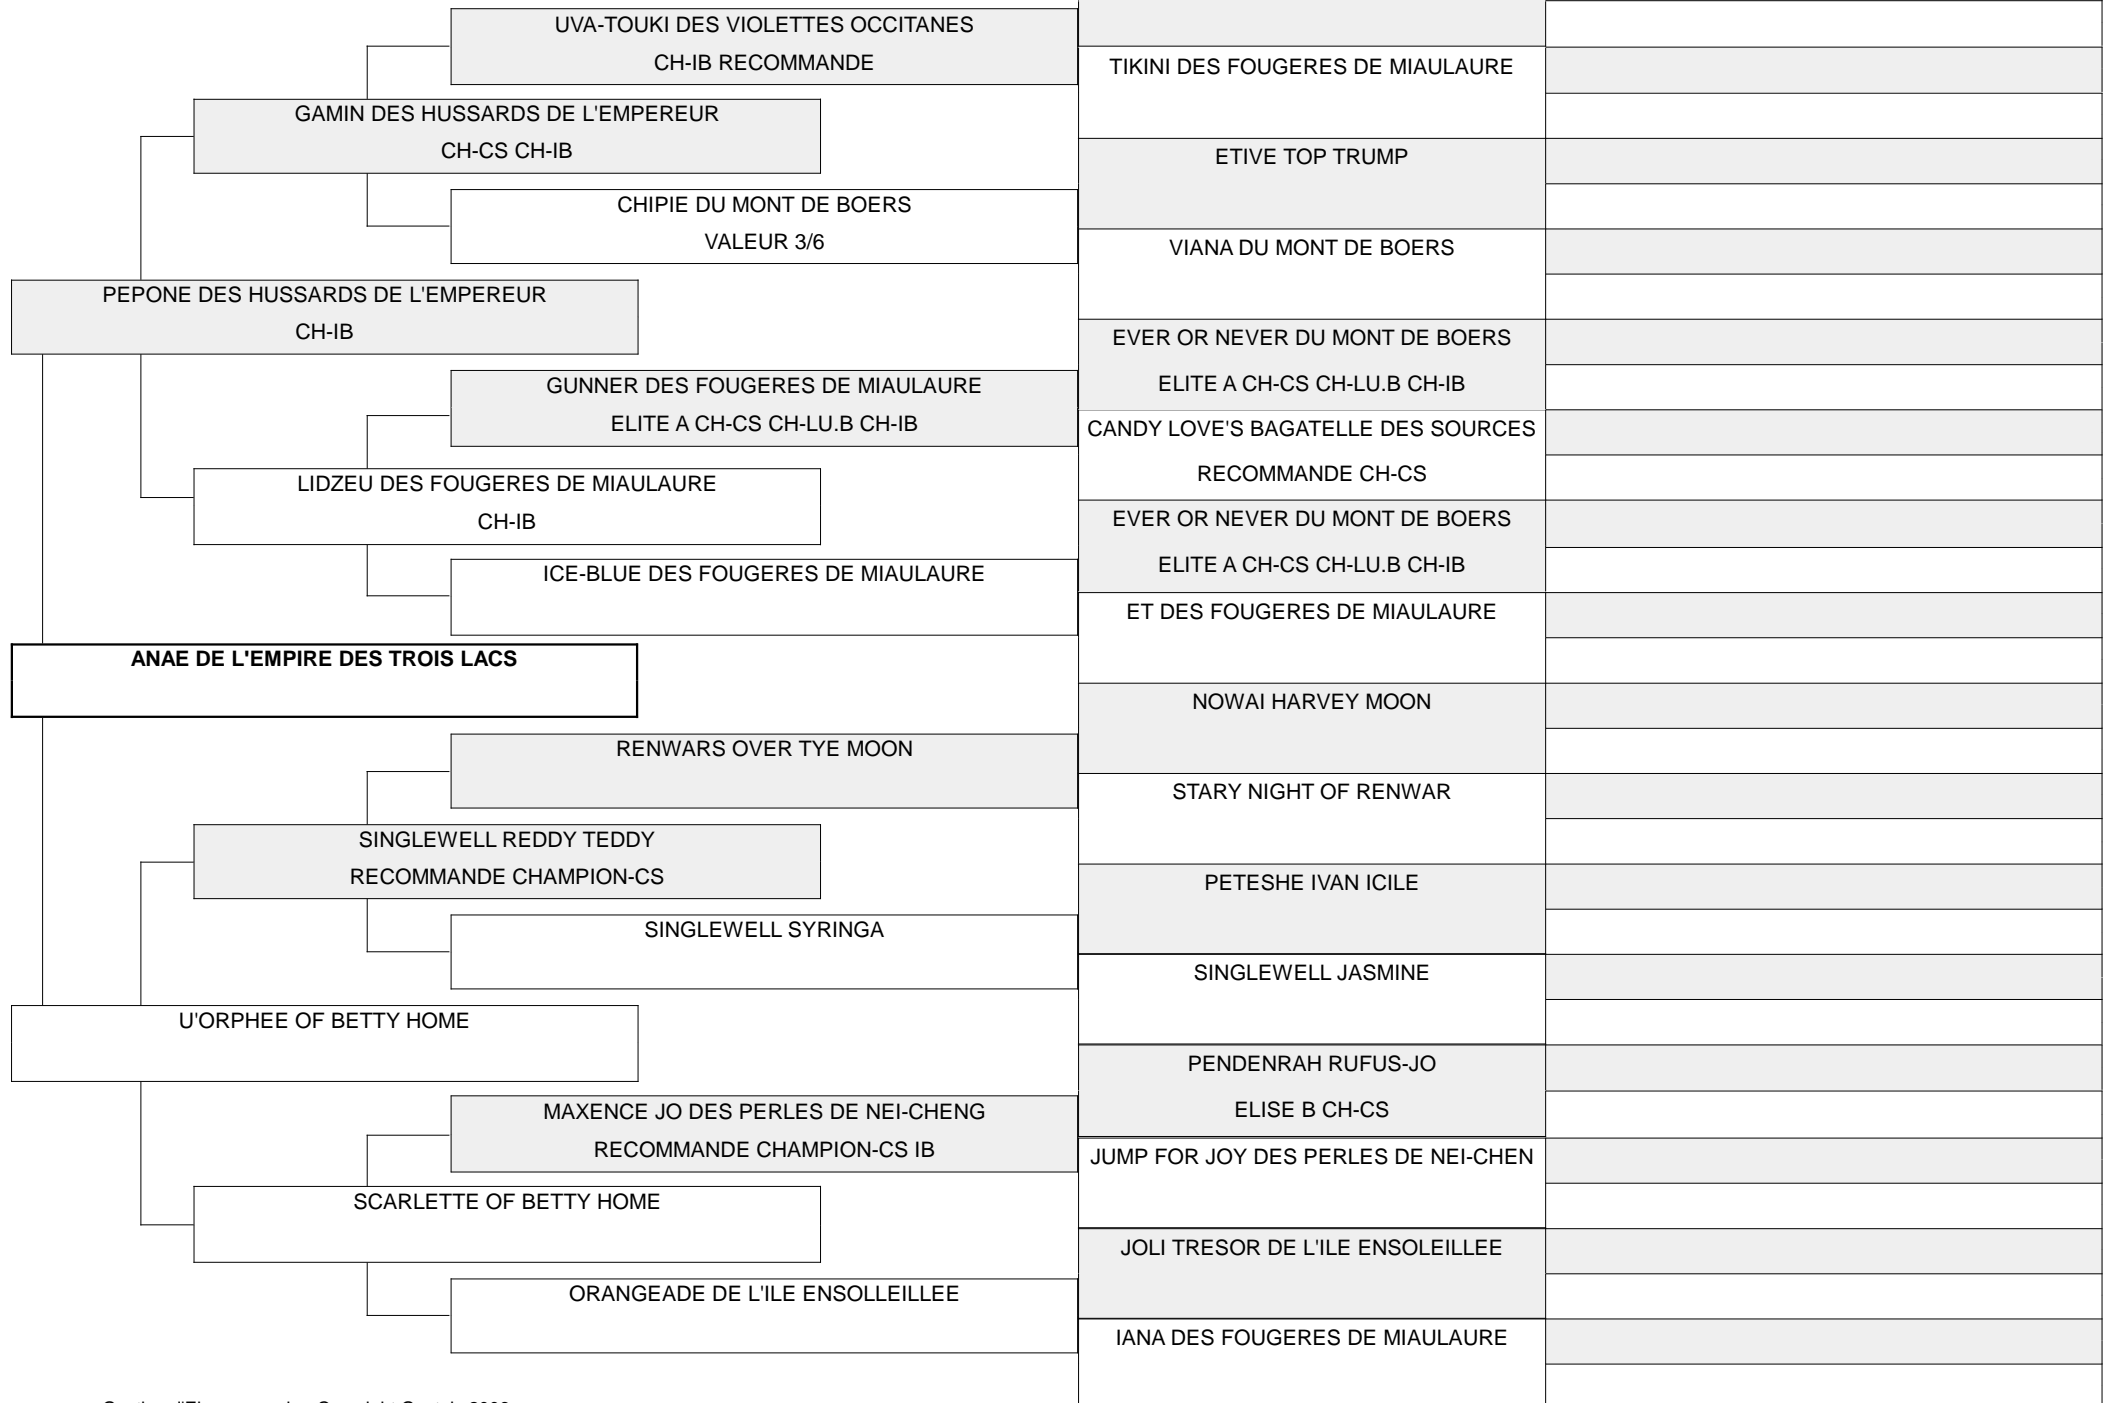 UVA-TOUKI DES VIOLETTES OCCITANES
CH-IB RECOMMANDE
TIKINI DES FOUGERES DE MIAULAURE
GAMIN DES HUSSARDS DE L'EMPEREUR
CH-CS CH-IB
ETIVE TOP TRUMP
CHIPIE DU MONT DE BOERS
VALEUR 3/6
VIANA DU MONT DE BOERS
PEPONE DES HUSSARDS DE L'EMPEREUR
CH-IB
EVER OR NEVER DU MONT DE BOERS
ELITE A CH-CS CH-LU.B CH-IB
GUNNER DES FOUGERES DE MIAULAURE
ELITE A CH-CS CH-LU.B CH-IB
CANDY LOVE'S BAGATELLE DES SOURCES
RECOMMANDE CH-CS
LIDZEU DES FOUGERES DE MIAULAURE
CH-IB
EVER OR NEVER DU MONT DE BOERS
ELITE A CH-CS CH-LU.B CH-IB
ICE-BLUE DES FOUGERES DE MIAULAURE
ET DES FOUGERES DE MIAULAURE
ANAE DE L'EMPIRE DES TROIS LACS
NOWAI HARVEY MOON
RENWARS OVER TYE MOON
STARY NIGHT OF RENWAR
SINGLEWELL REDDY TEDDY
RECOMMANDE CHAMPION-CS
PETESHE IVAN ICILE
SINGLEWELL SYRINGA
SINGLEWELL JASMINE
U'ORPHEE OF BETTY HOME
PENDENRAH RUFUS-JO
ELISE B CH-CS
MAXENCE JO DES PERLES DE NEI-CHENG
RECOMMANDE CHAMPION-CS IB
JUMP FOR JOY DES PERLES DE NEI-CHEN
SCARLETTE OF BETTY HOME
JOLI TRESOR DE L'ILE ENSOLEILLEE
ORANGEADE DE L'ILE ENSOLLEILLEE
IANA DES FOUGERES DE MIAULAURE